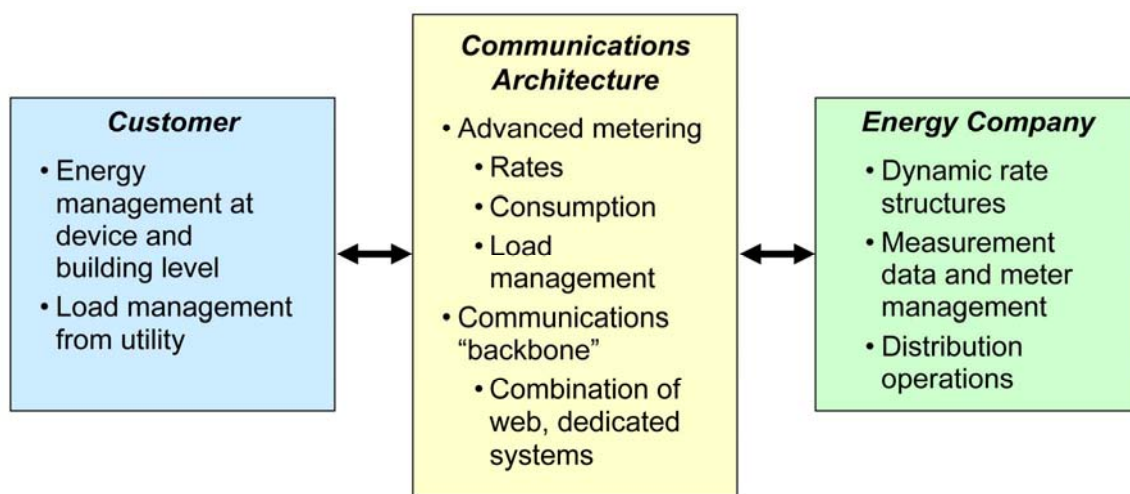 Customer
• Energy
management at
device and
building level
• Load management
from utility
Communications
Architecture
• Advanced metering
• Rates
• Consumption
• Load
management
• Communications
“backbone”
• Combination of
web, dedicated
systems
Energy Company
• Dynamic rate
structures
• Measurement
data and meter
management
• Distribution
operations